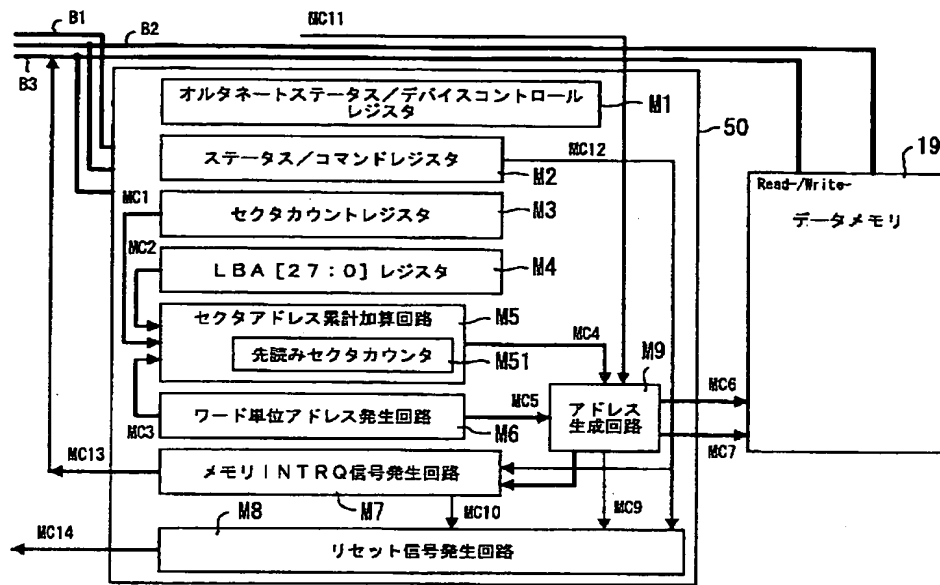 B1
B2
MC11
B3
オルタネートステータス／デバイスコントロール
レジスタ
M1
50
ステータス／コマンドレジスタ
M2
MC12
19
Read-/Write-
データメモリ
MC1
セクタカウントレジスタ
M3
MC2
LBA［27：0］レジスタ
M4
セクタアドレス累計加算回路
M5
先読みセクタカウンタ
M51
MC4
M9
MC3
ワード単位アドレス発生回路
M6
MC5
アドレス
生成回路
MC6
MC7
MC13
メモリINTRQ信号発生回路
M7
MC10
MC9
M8
MC14
リセット信号発生回路